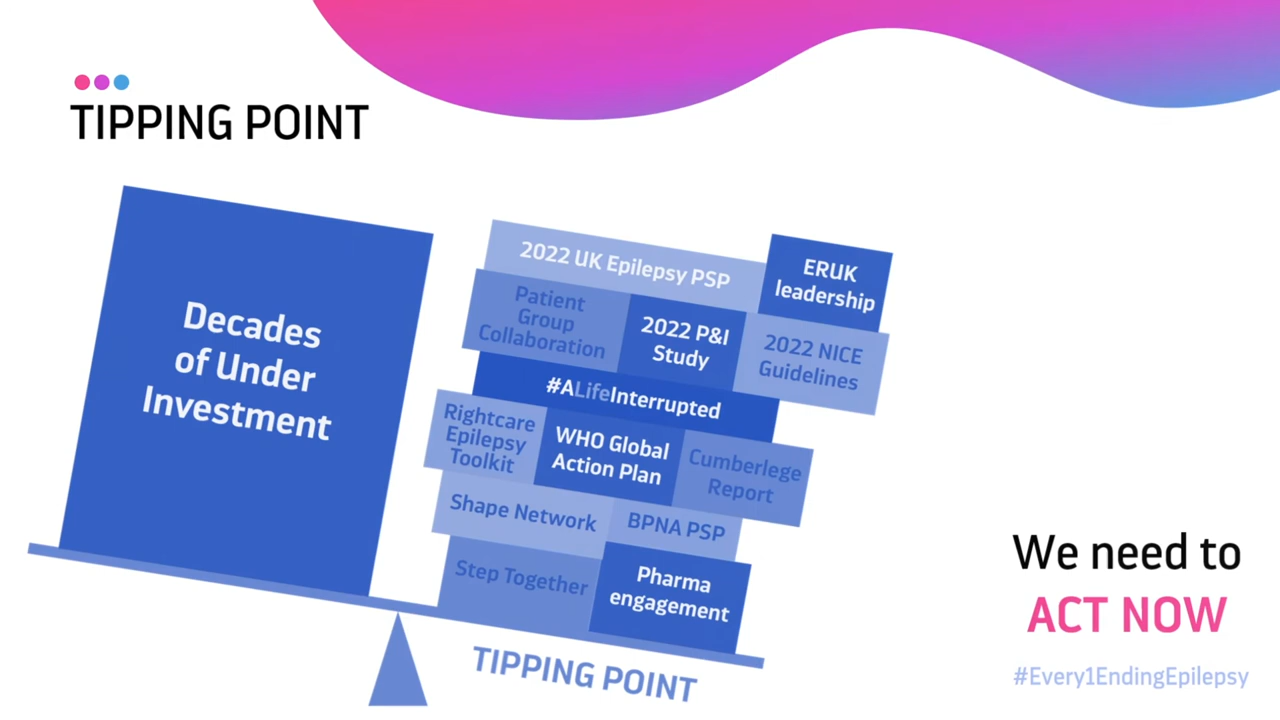 TIPPING POINT
Decades
of Under
Investment
2022 UK Epilepsy PSP
ERUK
leadership
Patient
Group
Collaboration
2022 P&I
Study
2022 NICE
Guidelines
#ALifeInterrupted
Rightcare
Epilepsy
Toolkit
WHO Global
Action Plan
Cumberlege
Report
Shape Network
BPNA PSP
Step Together
Pharma
engagement
TIPPING POINT
We need to
ACT NOW
#Every1EndingEpilepsy